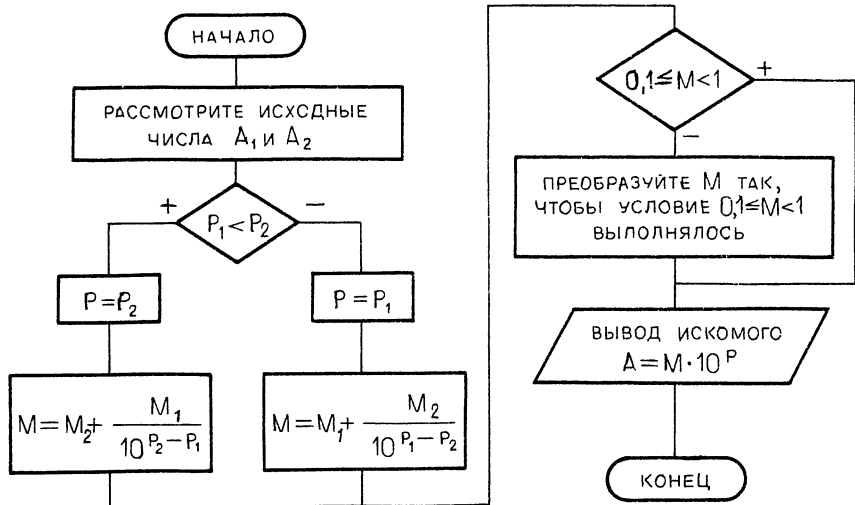 НАЧАЛО
РАССМОТРИТЕ ИСХОДНЫЕ
ЧИСЛА A₁ И A₂
+
P₁ < P₂
−
P = P₂
P = P₁
M = M₂ + M₁ / 10^(P₂ − P₁)
M = M₁ + M₂ / 10^(P₁ − P₂)
0,1 ≦ M < 1
+
−
ПРЕОБРАЗУЙТЕ M ТАК,
ЧТОБЫ УСЛОВИЕ 0,1 ≦ M < 1
ВЫПОЛНЯЛОСЬ
ВЫВОД ИСКОМОГО
A = M · 10^P
КОНЕЦ